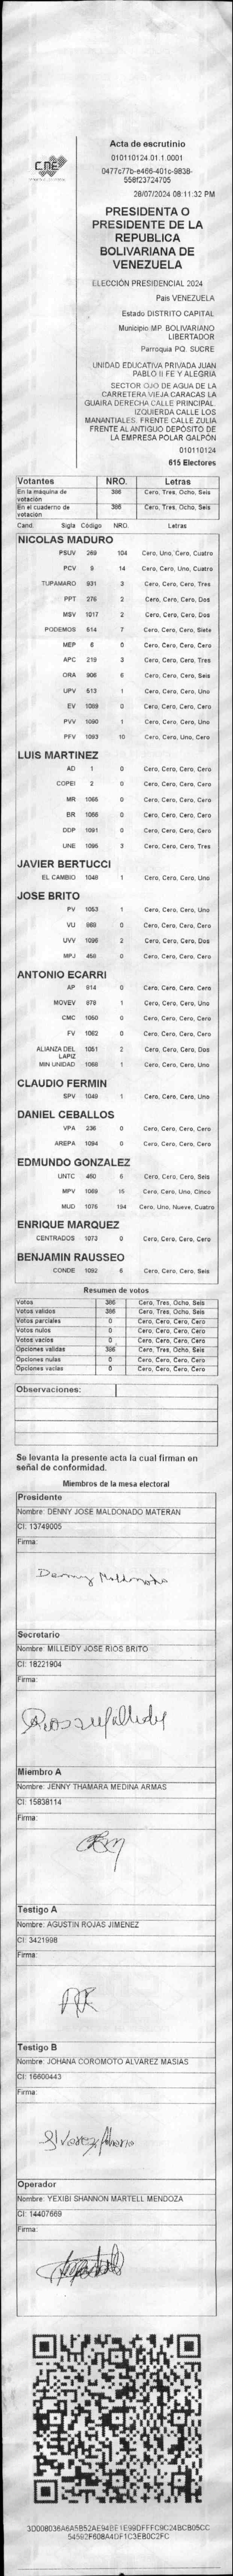 CNE
Acta de escrutinio
010110124.01.1.0001
0477c77b-e466-401c-983B-
558f23724705
28/07/2024 08:11:32 PM
PRESIDENTA O
PRESIDENTE DE LA
REPUBLICA
BOLIVARIANA DE
VENEZUELA
ELECCIÓN PRESIDENCIAL 2024
Pais VENEZUELA
Estado DISTRITO CAPITAL
Municipio MP. BOLIVARIANO
LIBERTADOR
Parroquia PQ. SUCRE
UNIDAD EDUCATIVA PRIVADA JUAN
PABLO II FE Y ALEGRIA
SECTOR OJO DE AGUA DE LA
CARRETERA VIEJA CARACAS LA
GUAIRA DERECHA CALLE PRINCIPAL
IZQUIERDA CALLE LOS
MANANTIALES. FRENTE CALLE ZULIA
FRENTE AL ANTIGUO DEPÓSITO DE
LA EMPRESA POLAR GALPÓN
010110124
615 Electores
Votantes NRO. Letras
En la máquina de votación 386 Cero, Tres, Ocho, Seis
En el cuaderno de votación 386 Cero, Tres, Ocho, Seis
Cand. Sigla Código NRO. Letras
NICOLAS MADURO
PSUV 269 104 Cero, Uno, Cero, Cuatro
PCV 9 14 Cero, Cero, Uno, Cuatro
TUPAMARO 931 3 Cero, Cero, Cero, Tres
PPT 276 2 Cero, Cero, Cero, Dos
MSV 1017 2 Cero, Cero, Cero, Dos
PODEMOS 514 7 Cero, Cero, Cero, Siete
MEP 6 0 Cero, Cero, Cero, Cero
APC 219 3 Cero, Cero, Cero, Tres
ORA 906 6 Cero, Cero, Cero, Seis
UPV 513 1 Cero, Cero, Cero, Uno
EV 1089 0 Cero, Cero, Cero, Cero
PVV 1090 1 Cero, Cero, Cero, Uno
PFV 1093 10 Cero, Cero, Uno, Cero
LUIS MARTINEZ
AD 1 0 Cero, Cero, Cero, Cero
COPEI 2 0 Cero, Cero, Cero, Cero
MR 1065 0 Cero, Cero, Cero, Cero
BR 1066 0 Cero, Cero, Cero, Cero
DDP 1091 0 Cero, Cero, Cero, Cero
UNE 1095 3 Cero, Cero, Cero, Tres
JAVIER BERTUCCI
EL CAMBIO 1048 1 Cero, Cero, Cero, Uno
JOSE BRITO
PV 1053 1 Cero, Cero, Cero, Uno
VU 869 0 Cero, Cero, Cero, Cero
UVV 1096 2 Cero, Cero, Cero, Dos
MPJ 459 0 Cero, Cero, Cero, Cero
ANTONIO ECARRI
AP 914 0 Cero, Cero, Cero, Cero
MOVEV 878 1 Cero, Cero, Cero, Uno
CMC 1050 0 Cero, Cero, Cero, Cero
FV 1062 0 Cero, Cero, Cero, Cero
ALIANZA DEL LAPIZ 1051 2 Cero, Cero, Cero, Dos
MIN UNIDAD 1068 1 Cero, Cero, Cero, Uno
CLAUDIO FERMIN
SPV 1049 1 Cero, Cero, Cero, Uno
DANIEL CEBALLOS
VPA 236 0 Cero, Cero, Cero, Cero
AREPA 1094 0 Cero, Cero, Cero, Cero
EDMUNDO GONZALEZ
UNTC 460 6 Cero, Cero, Cero, Seis
MPV 1069 15 Cero, Cero, Uno, Cinco
MUD 1076 194 Cero, Uno, Nueve, Cuatro
ENRIQUE MARQUEZ
CENTRADOS 1073 0 Cero, Cero, Cero, Cero
BENJAMIN RAUSSEO
CONDE 1092 6 Cero, Cero, Cero, Seis
Resumen de votos
Votos 386 Cero, Tres, Ocho, Seis
Votos validos 386 Cero, Tres, Ocho, Seis
Votos parciales 0 Cero, Cero, Cero, Cero
Votos nulos 0 Cero, Cero, Cero, Cero
Votos vacios 0 Cero, Cero, Cero, Cero
Opciones validas 386 Cero, Tres, Ocho, Seis
Opciones nulas 0 Cero, Cero, Cero, Cero
Opciones vacias 0 Cero, Cero, Cero, Cero
Observaciones:
Se levanta la presente acta la cual firman en
señal de conformidad.
Miembros de la mesa electoral
Presidente
Nombre: DENNY JOSE MALDONADO MATERAN
CI: 13749005
Firma:
Denny Maldonado
Secretario
Nombre: MILLEIDY JOSE RIOS BRITO
CI: 18221904
Firma:
Miembro A
Nombre: JENNY THAMARA MEDINA ARMAS
CI: 15838114
Firma:
Testigo A
Nombre: AGUSTIN ROJAS JIMENEZ
CI: 3421998
Firma:
AR
Testigo B
Nombre: JOHANA COROMOTO ALVAREZ MASIAS
CI: 16600443
Firma:
Operador
Nombre: YEXIBI SHANNON MARTELL MENDOZA
CI: 14407669
Firma:
3D008036A6A5B52AE94BE1E99DFFFC9C24BCB05CC
54592F608A4DF1C3EB0C2FC